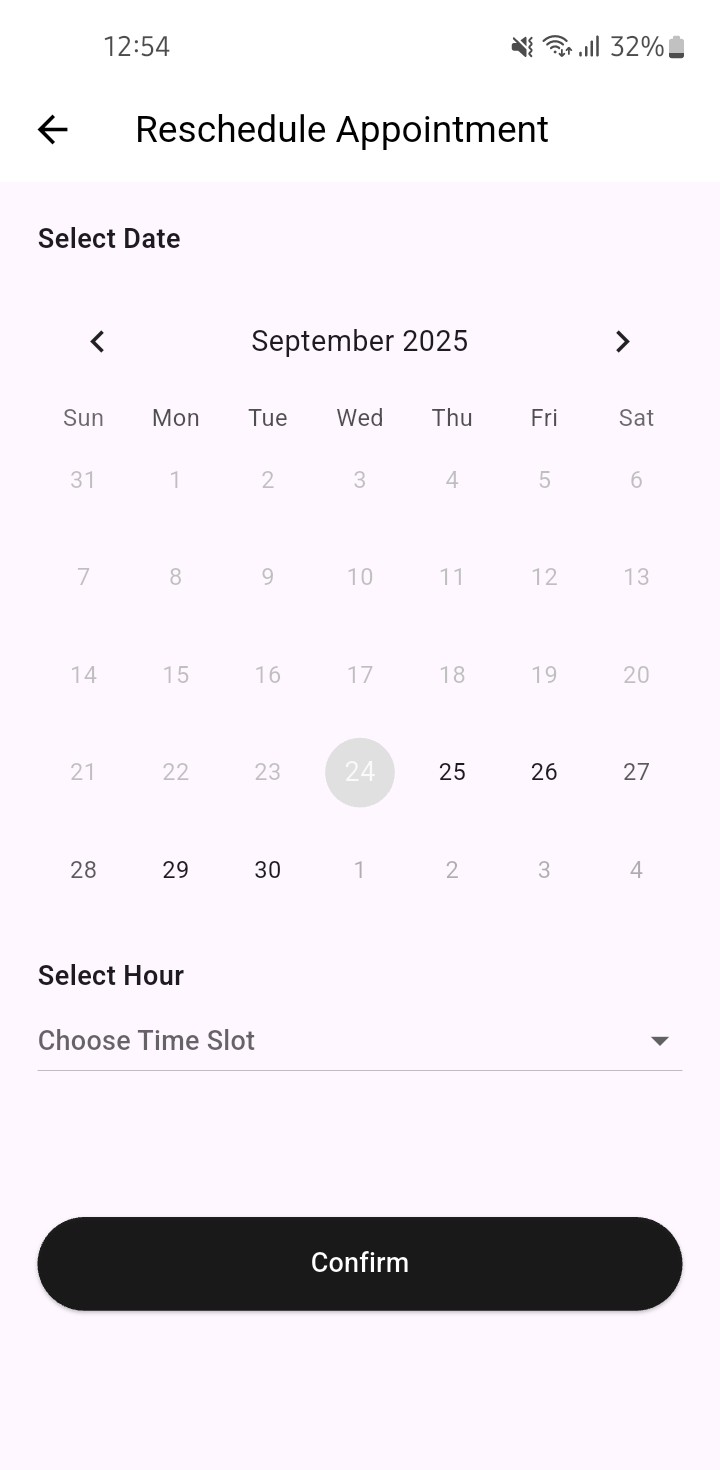 12:54 32%
Reschedule Appointment
Select Date
September 2025
Sun Mon Tue Wed Thu Fri Sat
31 1 2 3 4 5 6
7 8 9 10 11 12 13
14 15 16 17 18 19 20
21 22 23 24 25 26 27
28 29 30 1 2 3 4
Select Hour
Choose Time Slot
Confirm